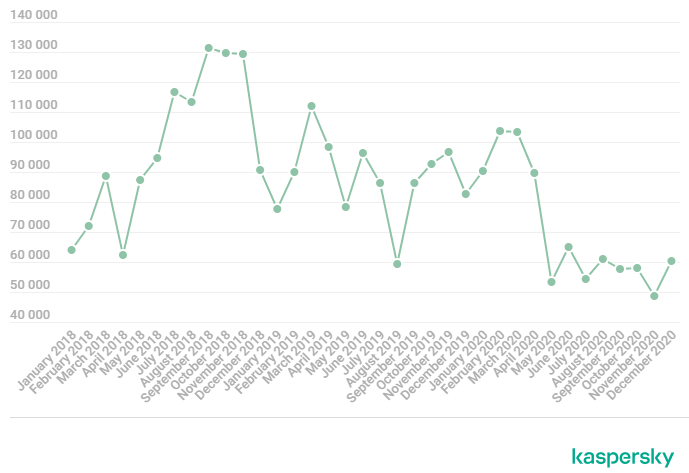 140 000
130 000
120 000
110 000
100 000
90 000
80 000
70 000
60 000
50 000
40 000
January 2018
February 2018
March 2018
April 2018
May 2018
June 2018
July 2018
August 2018
September 2018
October 2018
November 2018
December 2018
January 2019
February 2019
March 2019
April 2019
May 2019
June 2019
July 2019
August 2019
September 2019
October 2019
November 2019
December 2019
January 2020
February 2020
March 2020
April 2020
May 2020
June 2020
July 2020
August 2020
September 2020
October 2020
November 2020
December 2020
kaspersky